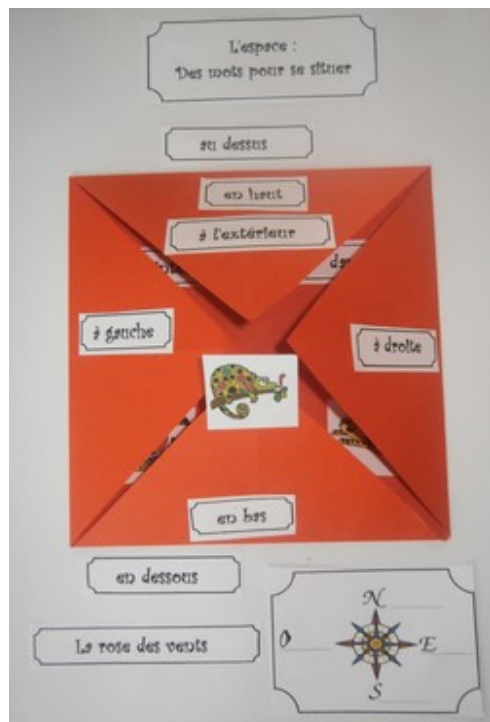 L'espace :
Des mots pour se situer
au dessus
en haut
à l'extérieur
à gauche
à droite
en bas
en dessous
La rose des vents
N
O
E
S